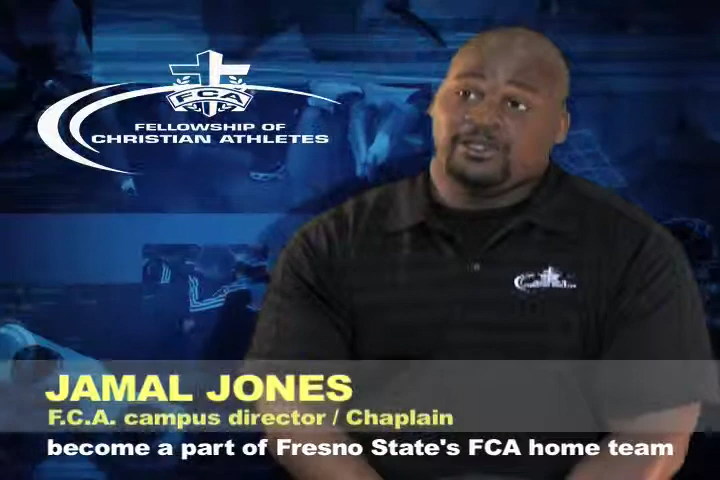 FCA
FELLOWSHIP OF
CHRISTIAN ATHLETES
JAMAL JONES
F.C.A. campus director / Chaplain
become a part of Fresno State's FCA home team